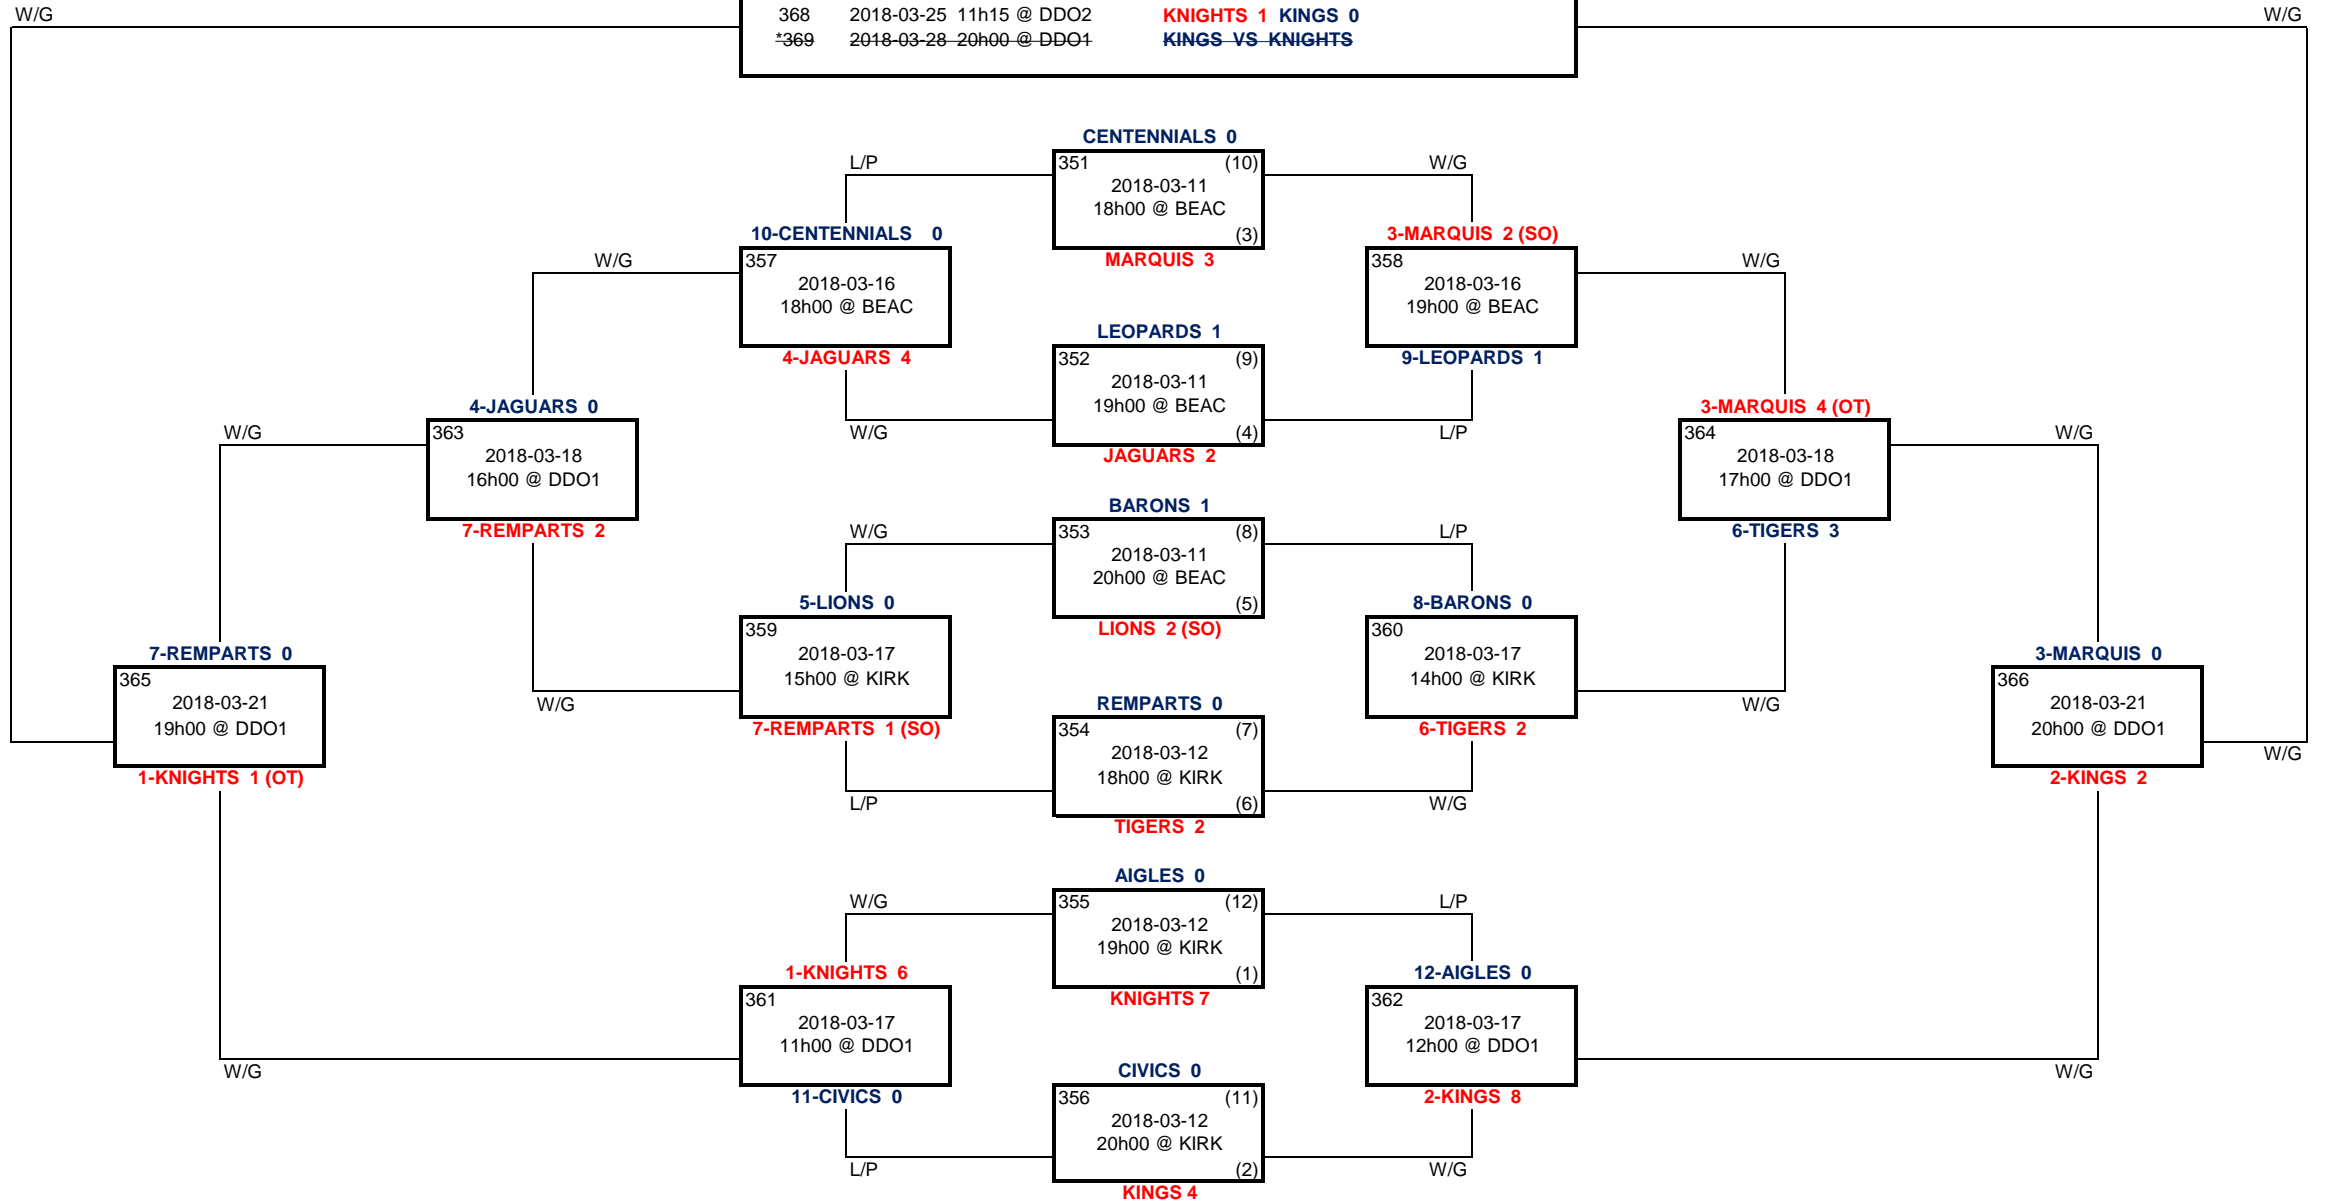 W/G
W/G
368 2018-03-25 11h15 @ DDO2 KNIGHTS 1 KINGS 0
*369 2018-03-28 20h00 @ DDO1 KINGS VS KNIGHTS
CENTENNIALS 0
L/P
351 (10)
W/G
2018-03-11
18h00 @ BEAC
(3)
MARQUIS 3
10-CENTENNIALS 0
357
2018-03-16
18h00 @ BEAC
4-JAGUARS 4
3-MARQUIS 2 (SO)
358
2018-03-16
19h00 @ BEAC
9-LEOPARDS 1
W/G
W/G
LEOPARDS 1
352 (9)
2018-03-11
19h00 @ BEAC
(4)
JAGUARS 2
W/G
L/P
4-JAGUARS 0
363
2018-03-18
16h00 @ DDO1
7-REMPARTS 2
W/G
3-MARQUIS 4 (OT)
364
2018-03-18
17h00 @ DDO1
6-TIGERS 3
W/G
BARONS 1
W/G
353 (8)
L/P
2018-03-11
20h00 @ BEAC
(5)
LIONS 2 (SO)
5-LIONS 0
359
2018-03-17
15h00 @ KIRK
7-REMPARTS 1 (SO)
8-BARONS 0
360
2018-03-17
14h00 @ KIRK
6-TIGERS 2
W/G
W/G
7-REMPARTS 0
365
2018-03-21
19h00 @ DDO1
1-KNIGHTS 1 (OT)
3-MARQUIS 0
366
2018-03-21
20h00 @ DDO1
2-KINGS 2
W/G
REMPARTS 0
354 (7)
2018-03-12
18h00 @ KIRK
(6)
TIGERS 2
L/P
W/G
AIGLES 0
W/G
355 (12)
L/P
2018-03-12
19h00 @ KIRK
(1)
KNIGHTS 7
1-KNIGHTS 6
361
2018-03-17
11h00 @ DDO1
11-CIVICS 0
12-AIGLES 0
362
2018-03-17
12h00 @ DDO1
2-KINGS 8
W/G
W/G
CIVICS 0
356 (11)
2018-03-12
20h00 @ KIRK
(2)
KINGS 4
L/P
W/G